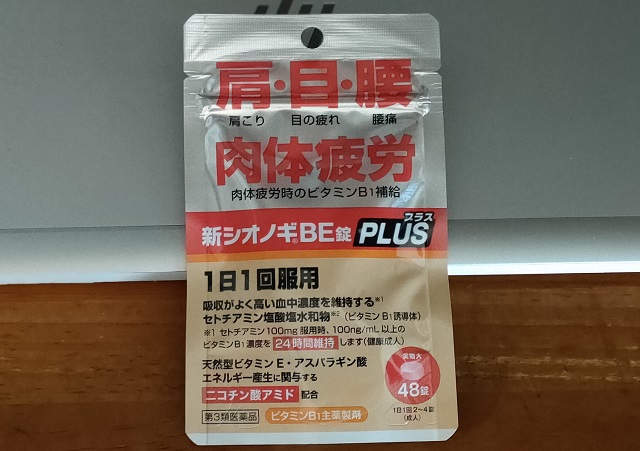 肩・目・腰
肩こり 目の疲れ 腰痛
肉体疲労
肉体疲労時のビタミンB1補給
新シオノギ®BE錠 PLUS プラス
1日1回服用
吸収がよく高い血中濃度を維持する※1
セトチアミン塩酸塩水和物※2（ビタミンB1誘導体）
※1 セトチアミン100mg服用時、100ng/mL以上の
ビタミンB1濃度を 24時間維持 します（健康成人）
天然型ビタミンE・アスパラギン酸
エネルギー産生に関与する
ニコチン酸アミド 配合
第3類医薬品 ビタミンB1主薬製剤
実物大
48錠
1日1回2〜4錠
（成人）